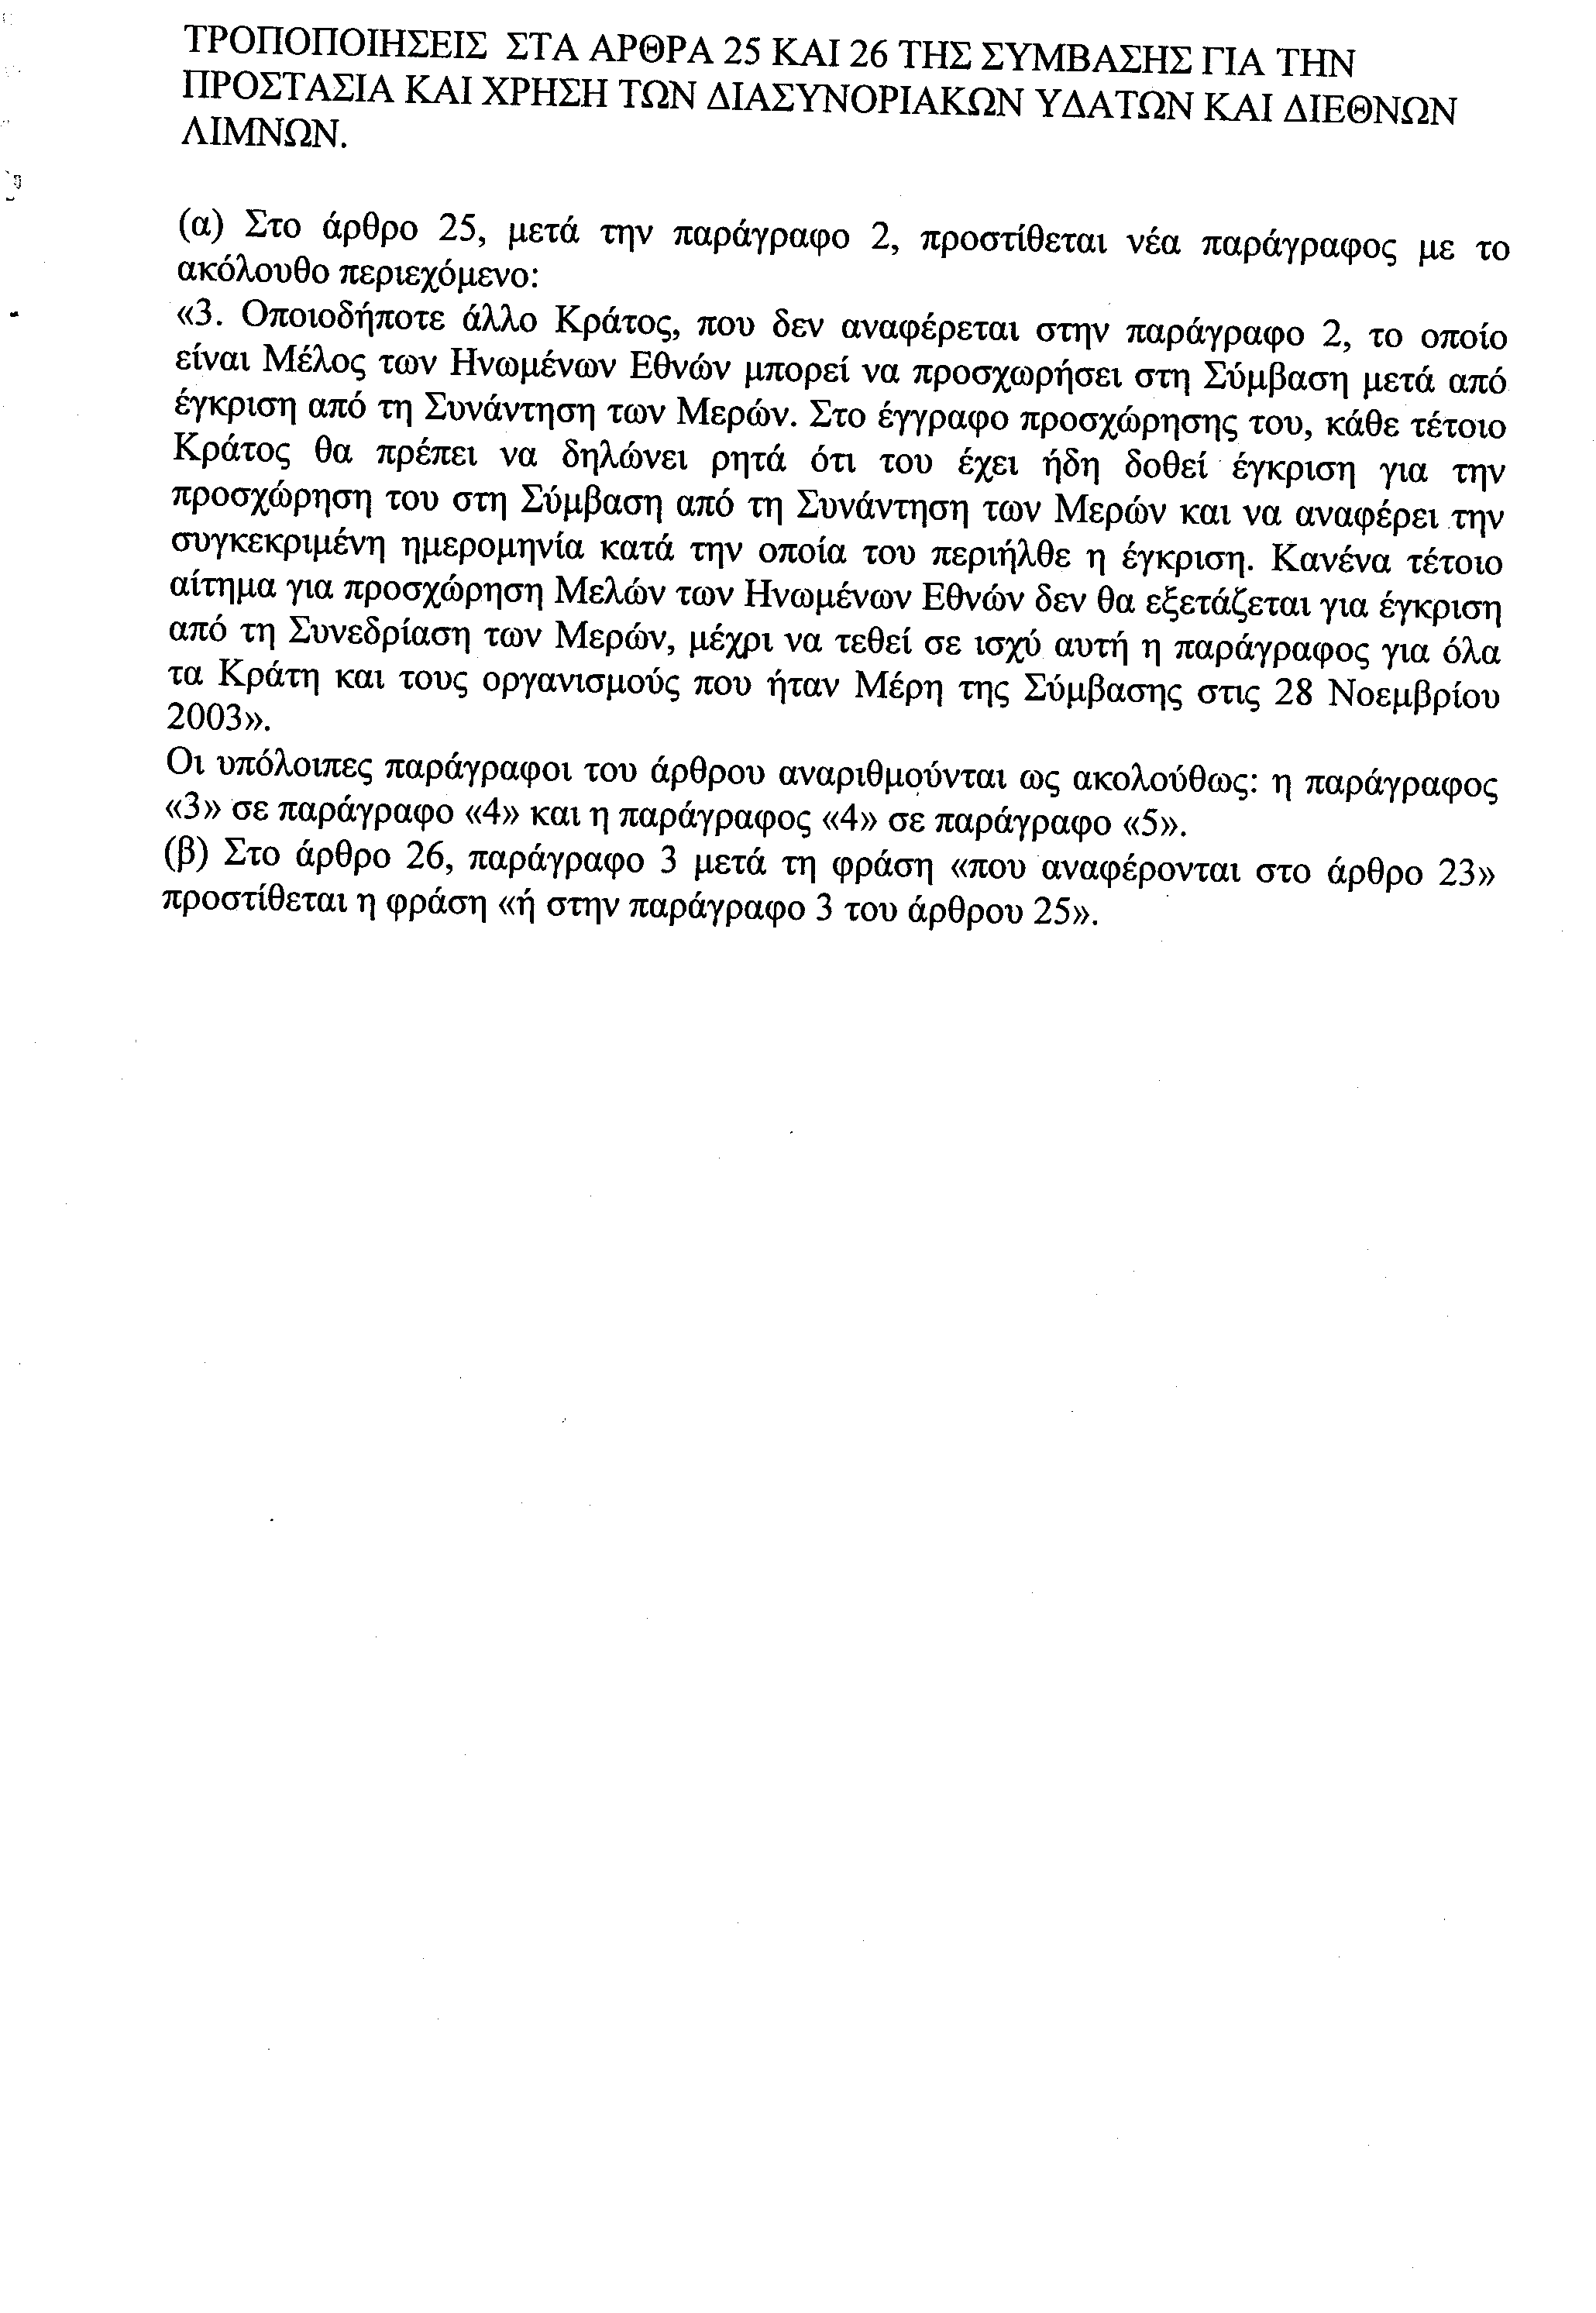 ΤΡΟΠΟΠΟΙΗΣΕΙΣ ΣΤΑ ΑΡΘΡΑ 25 ΚΑΙ 26 ΤΗΣ ΣΥΜΒΑΣΗΣ ΓΙΑ ΤΗΝ
ΠΡΟΣΤΑΣΙΑ ΚΑΙ ΧΡΗΣΗ ΤΩΝ ΔΙΑΣΥΝΟΡΙΑΚΩΝ ΥΔΑΤΩΝ ΚΑΙ ΔΙΕΘΝΩΝ
ΛΙΜΝΩΝ.
(α) Στο άρθρο 25, μετά την παράγραφο 2, προστίθεται νέα παράγραφος με το
ακόλουθο περιεχόμενο:
«3. Οποιοδήποτε άλλο Κράτος, που δεν αναφέρεται στην παράγραφο 2, το οποίο
είναι Μέλος των Ηνωμένων Εθνών μπορεί να προσχωρήσει στη Σύμβαση μετά από
έγκριση από τη Συνάντηση των Μερών. Στο έγγραφο προσχώρησης του, κάθε τέτοιο
Κράτος θα πρέπει να δηλώνει ρητά ότι του έχει ήδη δοθεί έγκριση για την
προσχώρηση του στη Σύμβαση από τη Συνάντηση των Μερών και να αναφέρει την
συγκεκριμένη ημερομηνία κατά την οποία του περιήλθε η έγκριση. Κανένα τέτοιο
αίτημα για προσχώρηση Μελών των Ηνωμένων Εθνών δεν θα εξετάζεται για έγκριση
από τη Συνεδρίαση των Μερών, μέχρι να τεθεί σε ισχύ αυτή η παράγραφος για όλα
τα Κράτη και τους οργανισμούς που ήταν Μέρη της Σύμβασης στις 28 Νοεμβρίου
2003».
Οι υπόλοιπες παράγραφοι του άρθρου αναριθμούνται ως ακολούθως: η παράγραφος
«3» σε παράγραφο «4» και η παράγραφος «4» σε παράγραφο «5».
(β) Στο άρθρο 26, παράγραφο 3 μετά τη φράση «που αναφέρονται στο άρθρο 23»
προστίθεται η φράση «ή στην παράγραφο 3 του άρθρου 25».